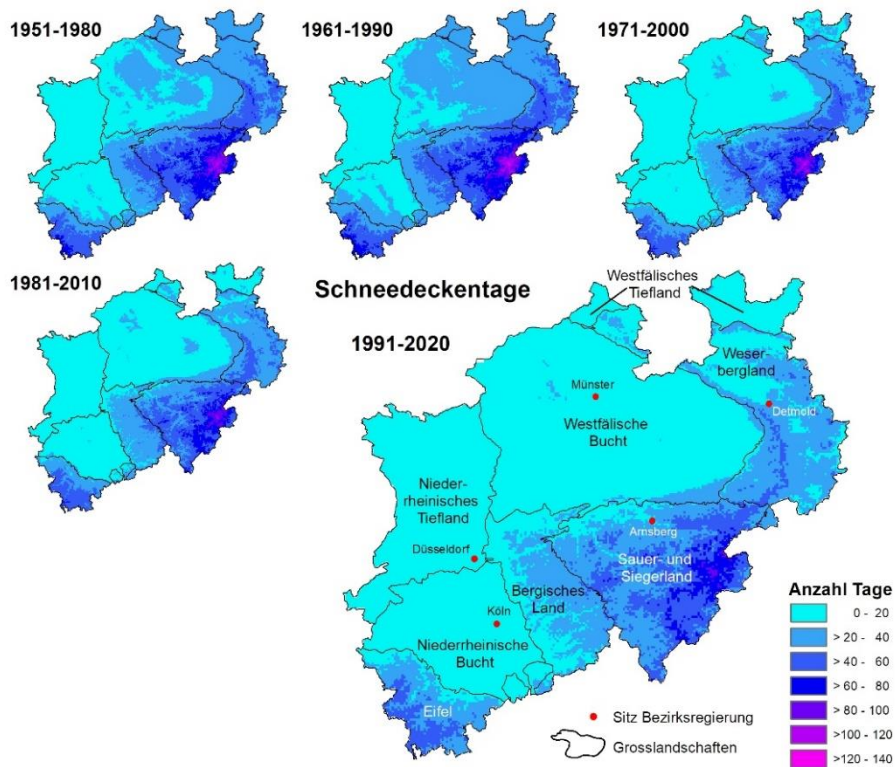 1951-1980
1961-1990
1971-2000
1981-2010
Schneedeckentage
1991-2020
Westfälisches
Tiefland
Weser-
bergland
Münster
Detmold
Westfälische
Bucht
Nieder-
rheinisches
Tiefland
Arnsberg
Düsseldorf
Sauer- und
Siegerland
Bergisches
Land
Köln
Niederrheinische
Bucht
Eifel
Sitz Bezirksregierung
Grosslandschaften
Anzahl Tage
0 - 20
>20 - 40
>40 - 60
>60 - 80
>80 - 100
>100 - 120
>120 - 140